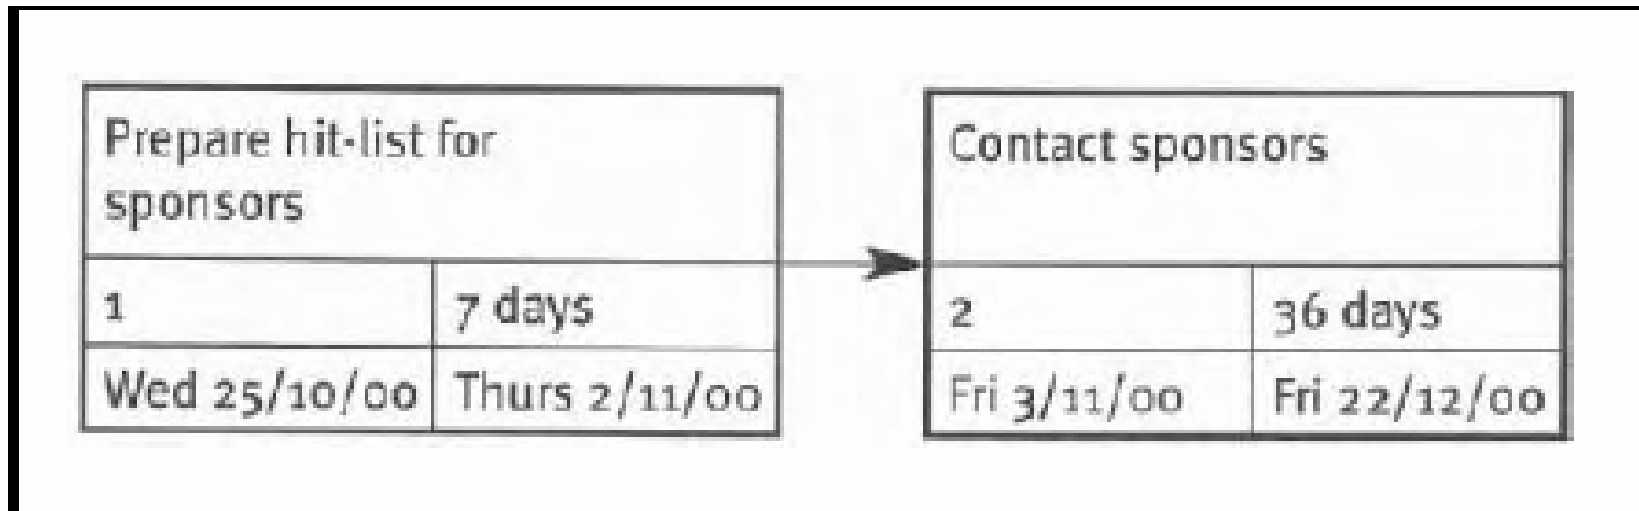 Prepare hit-list for
sponsors
1
7 days
Wed 25/10/00
Thurs 2/11/00
Contact sponsors
2
36 days
Fri 3/11/00
Fri 22/12/00